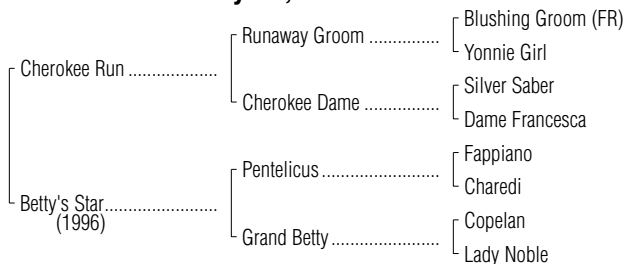 Blushing Groom (FR)
Runaway Groom ..............
Yonnie Girl
Cherokee Run ..................
Silver Saber
Cherokee Dame ...............
Dame Francesca
Fappiano
Pentelicus.......................
Charedi
Betty's Star......................
(1996)
Copelan
Grand Betty.....................
Lady Noble